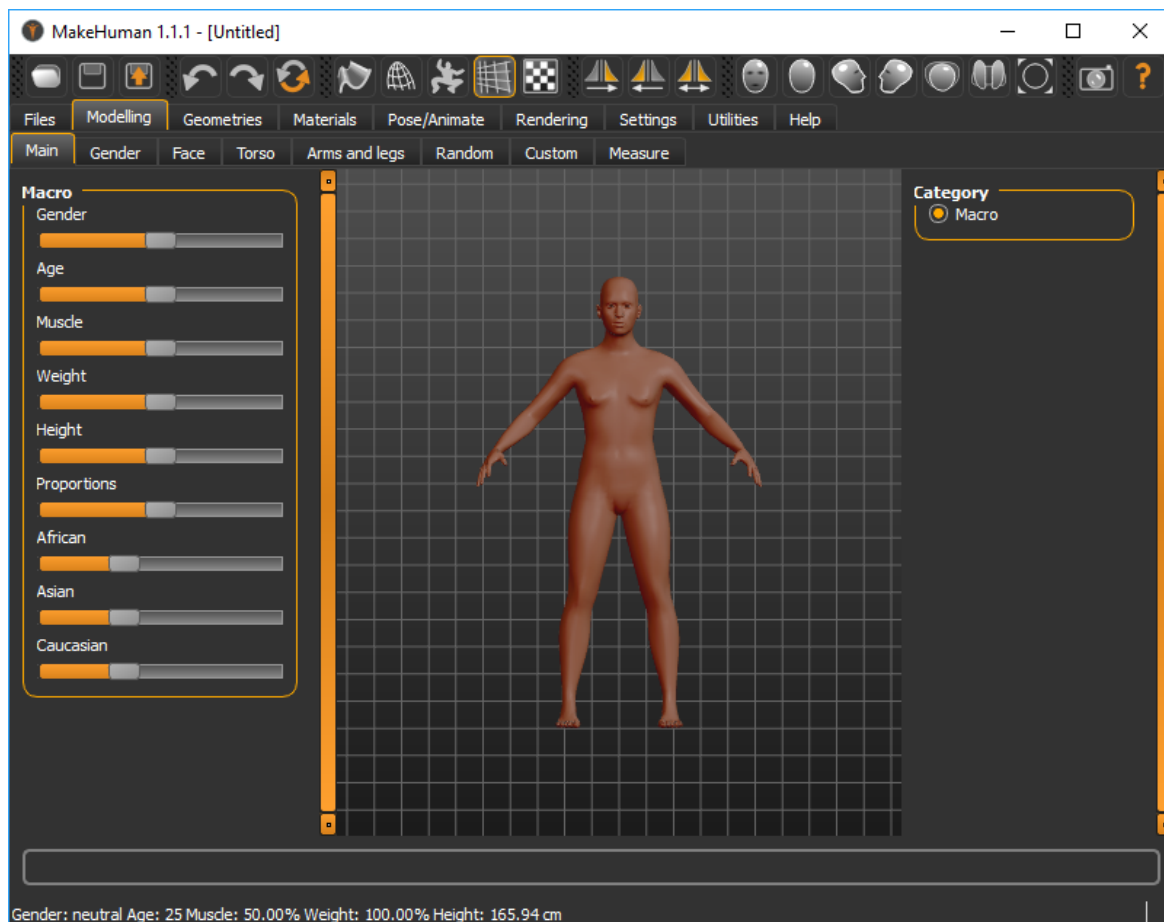 MakeHuman 1.1.1 - [Untitled]
Files Modelling Geometries Materials Pose/Animate Rendering Settings Utilities Help
Main Gender Face Torso Arms and legs Random Custom Measure
Macro
Gender
Age
Muscle
Weight
Height
Proportions
African
Asian
Caucasian
Category
Macro
Gender: neutral Age: 25 Muscle: 50.00% Weight: 100.00% Height: 165.94 cm